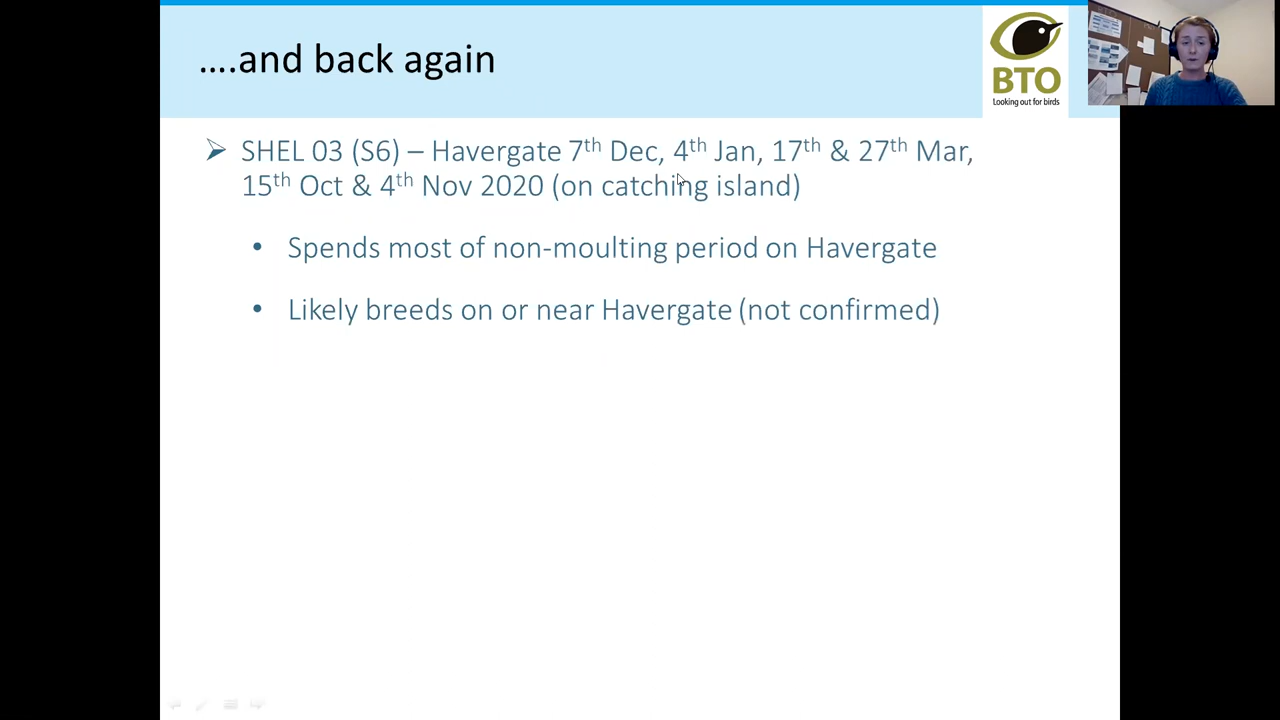 ....and back again
BTO
Looking out for birds
➢ SHEL 03 (S6) – Havergate 7th Dec, 4th Jan, 17th & 27th Mar,
15th Oct & 4th Nov 2020 (on catching island)
• Spends most of non-moulting period on Havergate
• Likely breeds on or near Havergate (not confirmed)